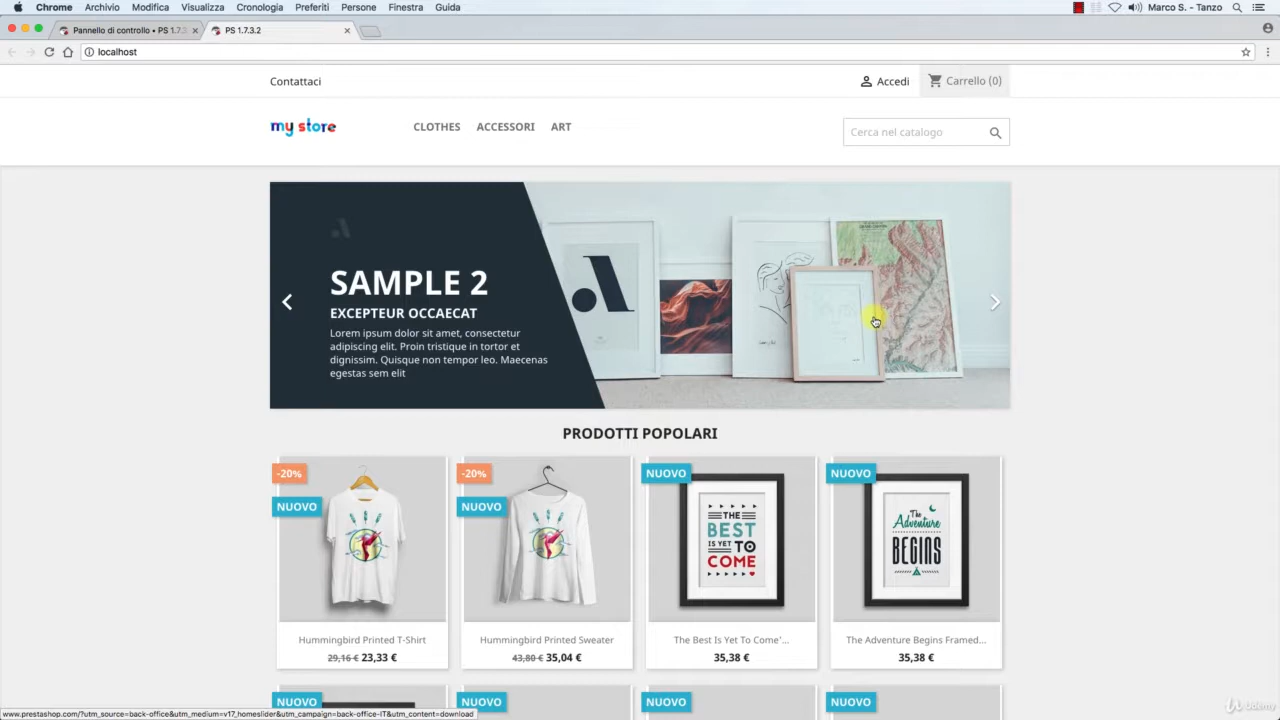 Chrome Archivio Modifica Visualizza Cronologia Preferiti Persone Finestra Guida Marco S. - Tanzo
Pannello di controllo • PS 1.7.3 PS 1.7.3.2
localhost
Contattaci Accedi Carrello (0)
my store CLOTHES ACCESSORI ART Cerca nel catalogo
SAMPLE 2
EXCEPTEUR OCCAECAT
Lorem ipsum dolor sit amet, consectetur
adipiscing elit. Proin tristique in tortor et
dignissim. Quisque non tempor leo. Maecenas
egestas sem elit
PRODOTTI POPOLARI
-20% -20% NUOVO NUOVO
NUOVO NUOVO
THE
BEST
IS YET TO
COME
The
Adventure
BEGINS
Hummingbird Printed T-Shirt Hummingbird Printed Sweater The Best Is Yet To Come'... The Adventure Begins Framed...
29,16 € 23,33 € 43,80 € 35,04 € 35,38 € 35,38 €
NUOVO NUOVO NUOVO NUOVO
www.prestashop.com/?utm_source=back-office&utm_medium=v17_homeslider&utm_campaign=back-office-IT&utm_content=download
Udemy